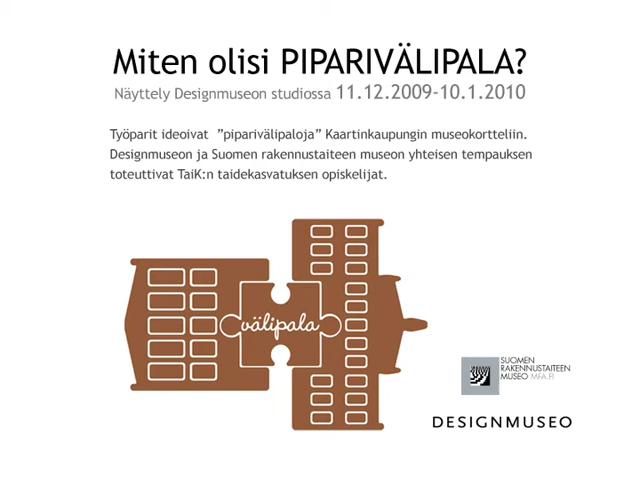 Miten olisi PIPARIVÄLIPALA?
Näyttely Designmuseon studiossa 11.12.2009-10.1.2010
Työparit ideoivat ”piparivälipaloja” Kaartinkaupungin museokortteliin.
Designmuseon ja Suomen rakennustaiteen museon yhteisen tempauksen
toteuttivat TaiK:n taidekasvatuksen opiskelijat.
välipala
SUOMEN
RAKENNUSTAITEEN
MUSEO MFA.FI
DESIGNMUSEO